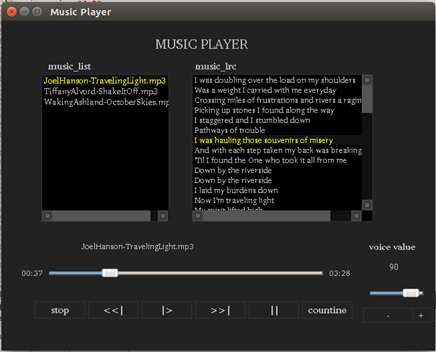 Music Player
MUSIC PLAYER
music_list
JoelHanson-TravelingLight.mp3
TiffanyAlvord-ShakeItOff.mp3
WakingAshland-OctoberSkies.mp
music_lrc
I was doubling over the load on my shoulders
Was a weight I carried with me everyday
Crossing miles of frustrations and rivers a ragin
Picking up stones I found along the way
I staggered and I stumbled down
Pathways of trouble
I was hauling those souvenirs of misery
And with each step taken my back was breaking
'Til I found the One who took it all from me
Down by the riverside
Down by the riverside
I laid my burdens down
Now I'm traveling light
My spirit lifted high
JoelHanson-TravelingLight.mp3
00:37
03:28
voice value
90
- +
stop <<| |> >>| || countine